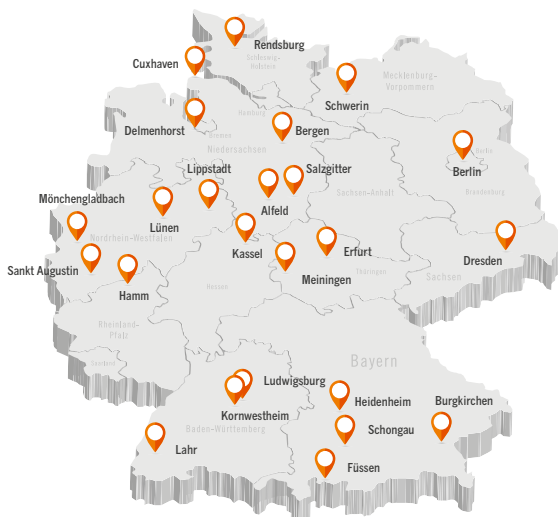 Rendsburg
Schleswig-
Holstein
Cuxhaven
Mecklenburg-
Vorpommern
Schwerin
Hamburg
Delmenhorst
Bremen
Bergen
Niedersachsen
Berlin
Berlin
Lippstadt
Salzgitter
Brandenburg
Sachsen-Anhalt
Mönchengladbach
Alfeld
Lünen
Nordrhein-Westfalen
Kassel
Erfurt
Dresden
Sankt Augustin
Meiningen
Thüringen
Sachsen
Hamm
Hessen
Rheinland-
Pfalz
Saarland
Bayern
Ludwigsburg
Heidenheim
Burgkirchen
Kornwestheim
Baden-Württemberg
Schongau
Lahr
Füssen